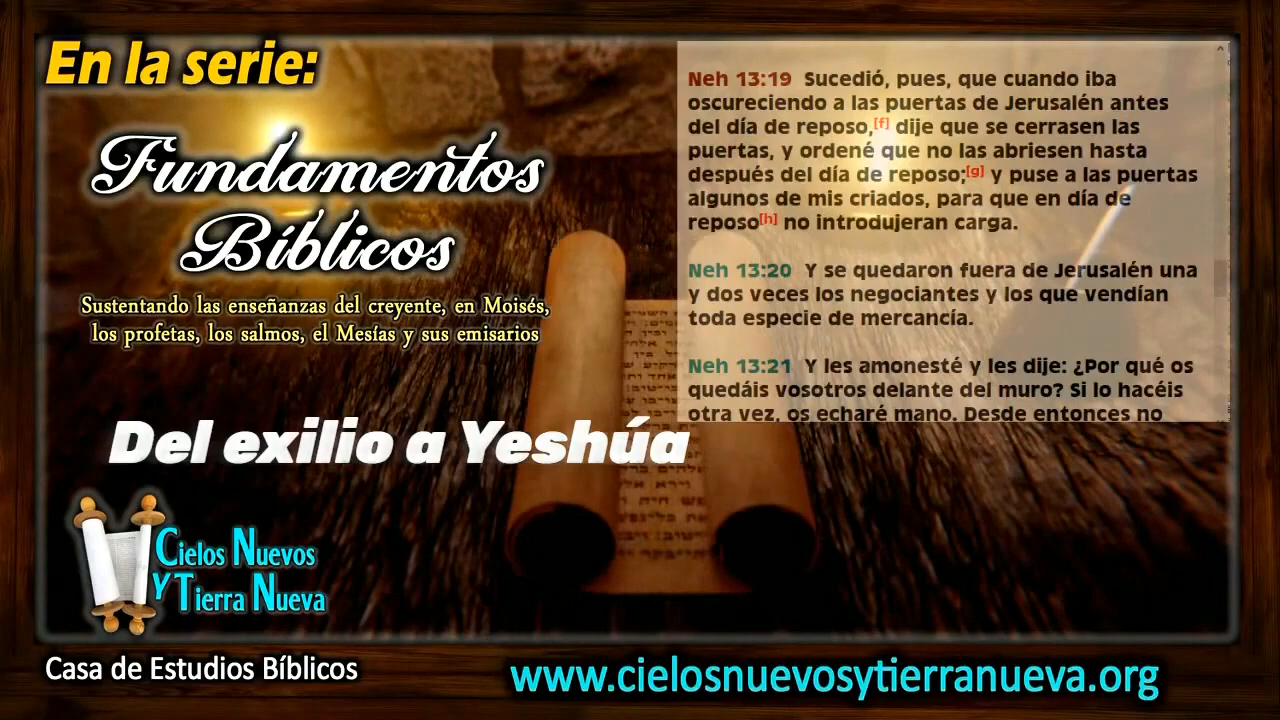 En la serie:
Fundamentos
Bíblicos
Sustentando las enseñanzas del creyente, en Moisés,
los profetas, los salmos, el Mesías y sus emisarios
Del exilio a Yeshúa
Cielos Nuevos
Y Tierra Nueva
Casa de Estudios Bíblicos
Neh 13:19 Sucedió, pues, que cuando iba
oscureciendo a las puertas de Jerusalén antes
del día de reposo,[f] dije que se cerrasen las
puertas, y ordené que no las abriesen hasta
después del día de reposo;[g] y puse a las puertas
algunos de mis criados, para que en día de
reposo[h] no introdujeran carga.
Neh 13:20 Y se quedaron fuera de Jerusalén una
y dos veces los negociantes y los que vendían
toda especie de mercancía.
Neh 13:21 Y les amonesté y les dije: ¿Por qué os
quedáis vosotros delante del muro? Si lo hacéis
otra vez, os echaré mano. Desde entonces no
www.cielosnuevosytierranueva.org